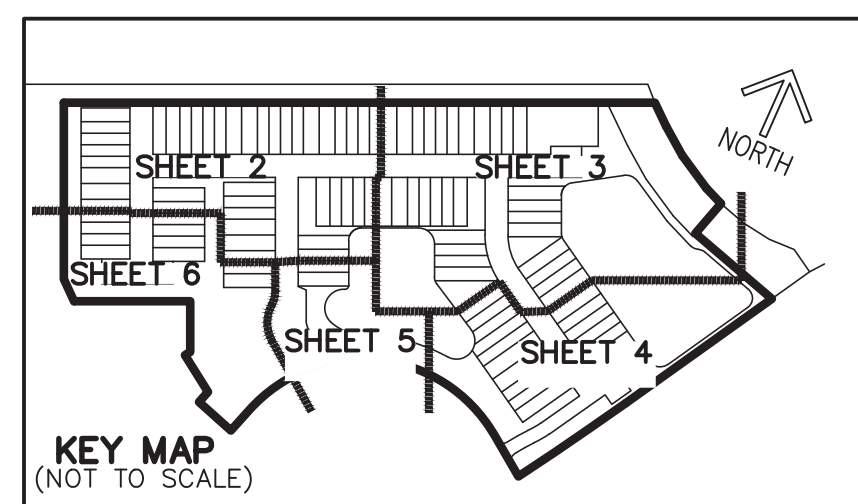 NORTH
SHEET 2
SHEET 3
SHEET 6
SHEET 5
SHEET 4
KEY MAP
(NOT TO SCALE)